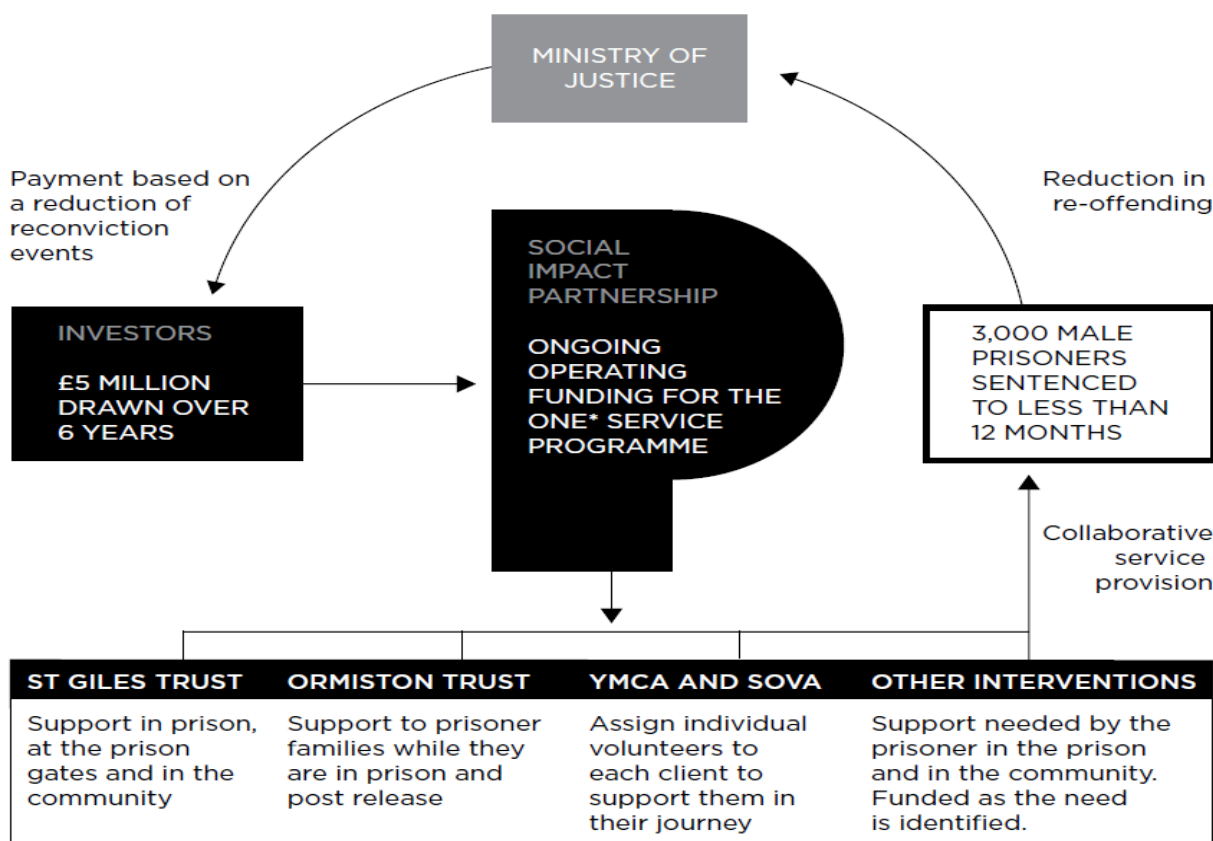 MINISTRY OF
JUSTICE
Payment based on
a reduction of
reconviction
events
Reduction in
re-offending
SOCIAL
IMPACT
PARTNERSHIP
ONGOING
OPERATING
FUNDING FOR THE
ONE* SERVICE
PROGRAMME
INVESTORS
£5 MILLION
DRAWN OVER
6 YEARS
3,000 MALE
PRISONERS
SENTENCED
TO LESS THAN
12 MONTHS
Collaborative
service
provision
ST GILES TRUST
Support in prison,
at the prison
gates and in the
community
ORMISTON TRUST
Support to prisoner
families while they
are in prison and
post release
YMCA AND SOVA
Assign individual
volunteers to
each client to
support them in
their journey
OTHER INTERVENTIONS
Support needed by the
prisoner in the prison
and in the community.
Funded as the need
is identified.